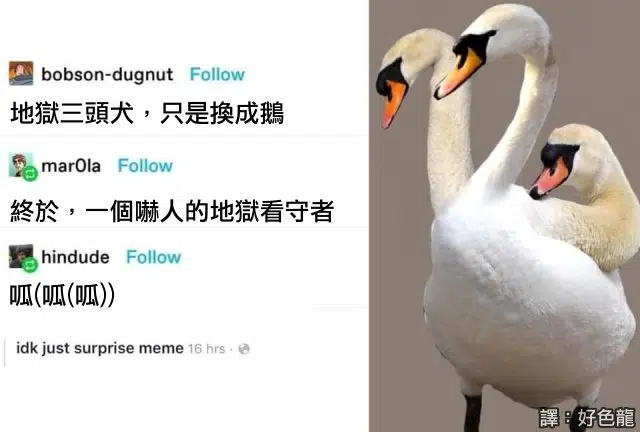 bobson-dugnut Follow
地獄三頭犬，只是換成鵝
mar0la Follow
終於，一個嚇人的地獄看守者
hindude Follow
呱(呱(呱))
idk just surprise meme 16 hrs ·
譯：好色龍